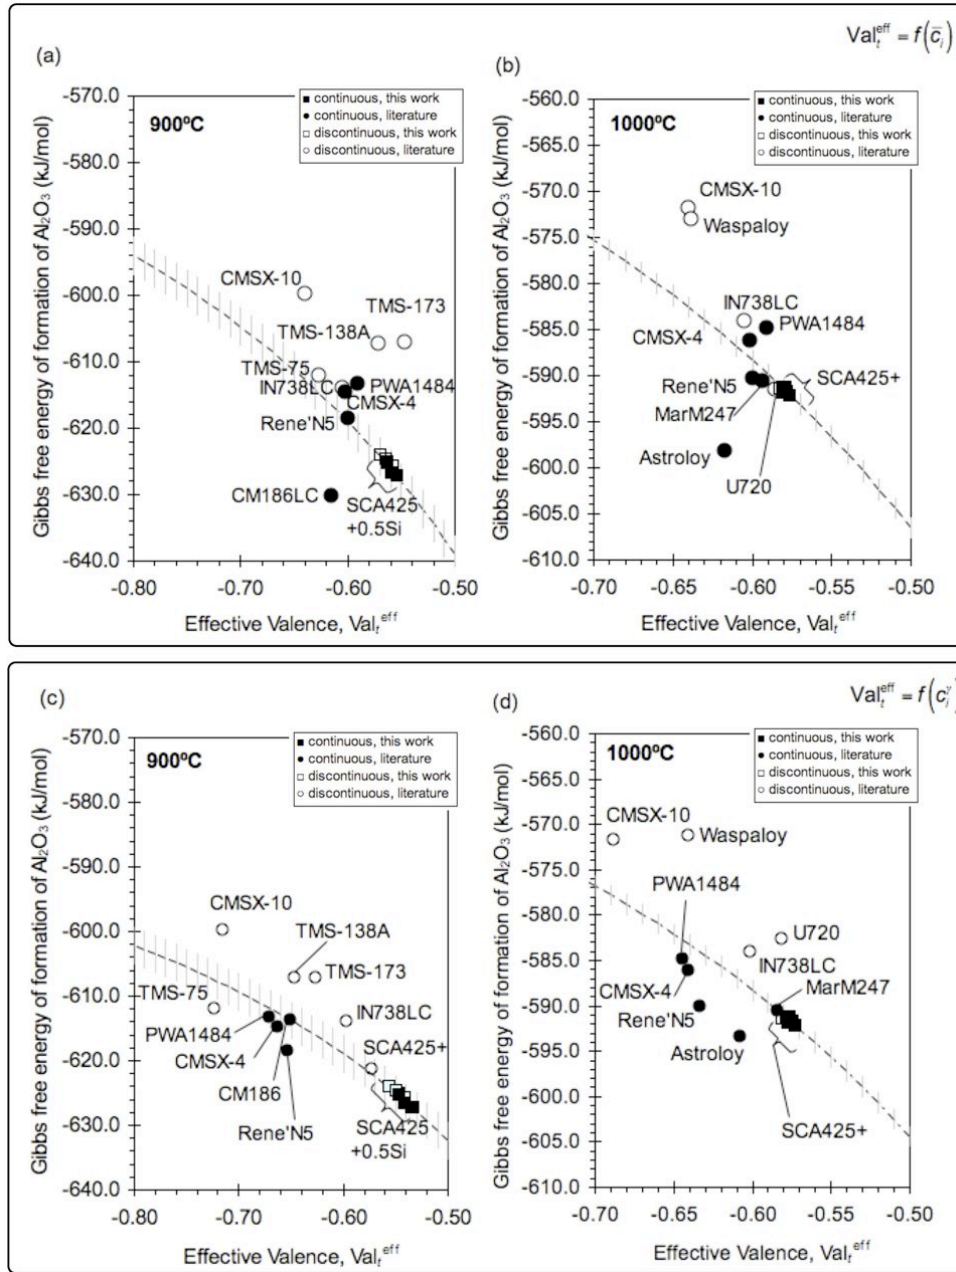 Val_t^eff = f(c̄_i)
(a)
Gibbs free energy of formation of Al₂O₃ (kJ/mol)
-570.0
-580.0
-590.0
-600.0
-610.0
-620.0
-630.0
-640.0
900ºC
■ continuous, this work
● continuous, literature
□ discontinuous, this work
○ discontinuous, literature
CMSX-10
TMS-173
TMS-138A
TMS-75
IN738LC
PWA1484
CMSX-4
Rene'N5
CM186LC
SCA425
+0.5Si
-0.80 -0.70 -0.60 -0.50
Effective Valence, Val_t^eff
(b)
Gibbs free energy of formation of Al₂O₃ (kJ/mol)
-560.0
-565.0
-570.0
-575.0
-580.0
-585.0
-590.0
-595.0
-600.0
-605.0
-610.0
1000ºC
■ continuous, this work
● continuous, literature
□ discontinuous, this work
○ discontinuous, literature
CMSX-10
Waspaloy
IN738LC
PWA1484
CMSX-4
SCA425+
Rene'N5
MarM247
Astroloy
U720
-0.70 -0.65 -0.60 -0.55 -0.50
Effective Valence, Val_t^eff
Val_t^eff = f(c_i^γ)
(c)
Gibbs free energy of formation of Al₂O₃ (kJ/mol)
-570.0
-580.0
-590.0
-600.0
-610.0
-620.0
-630.0
-640.0
900ºC
■ continuous, this work
● continuous, literature
□ discontinuous, this work
○ discontinuous, literature
CMSX-10
TMS-138A
TMS-173
TMS-75
IN738LC
PWA1484
SCA425+
CMSX-4
CM186
SCA425
Rene'N5
+0.5Si
-0.80 -0.70 -0.60 -0.50
Effective Valence, Val_t^eff
(d)
Gibbs free energy of formation of Al₂O₃ (kJ/mol)
-560.0
-565.0
-570.0
-575.0
-580.0
-585.0
-590.0
-595.0
-600.0
-605.0
-610.0
1000ºC
■ continuous, this work
● continuous, literature
□ discontinuous, this work
○ discontinuous, literature
CMSX-10
Waspaloy
PWA1484
U720
IN738LC
MarM247
CMSX-4
Rene'N5
Astroloy
SCA425+
-0.70 -0.65 -0.60 -0.55 -0.50
Effective Valence, Val_t^eff